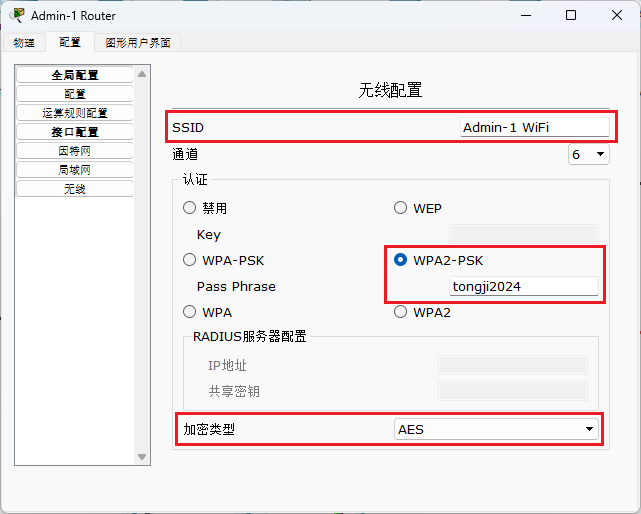 Admin-1 Router
物理 配置 图形用户界面
全局配置
配置
运算规则配置
接口配置
因特网
局域网
无线
无线配置
SSID Admin-1 WiFi
通道 6
认证
禁用 WEP
Key
WPA-PSK WPA2-PSK
Pass Phrase tongji2024
WPA WPA2
RADIUS服务器配置
IP地址
共享密钥
加密类型 AES